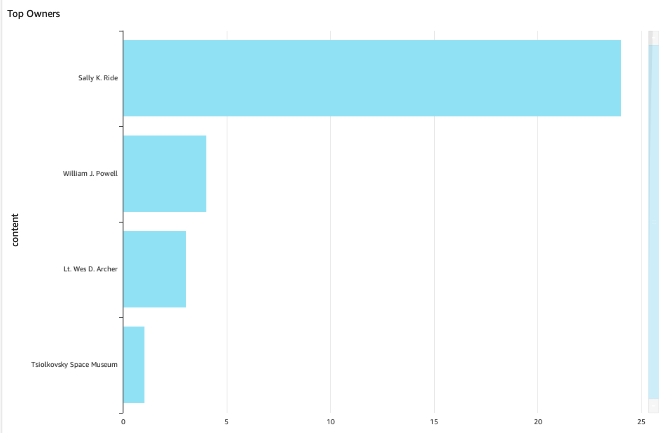 Top Owners
Sally K. Ride
William J. Powell
Lt. Wes D. Archer
Tsiolkovsky Space Museum
content
0 5 10 15 20 25